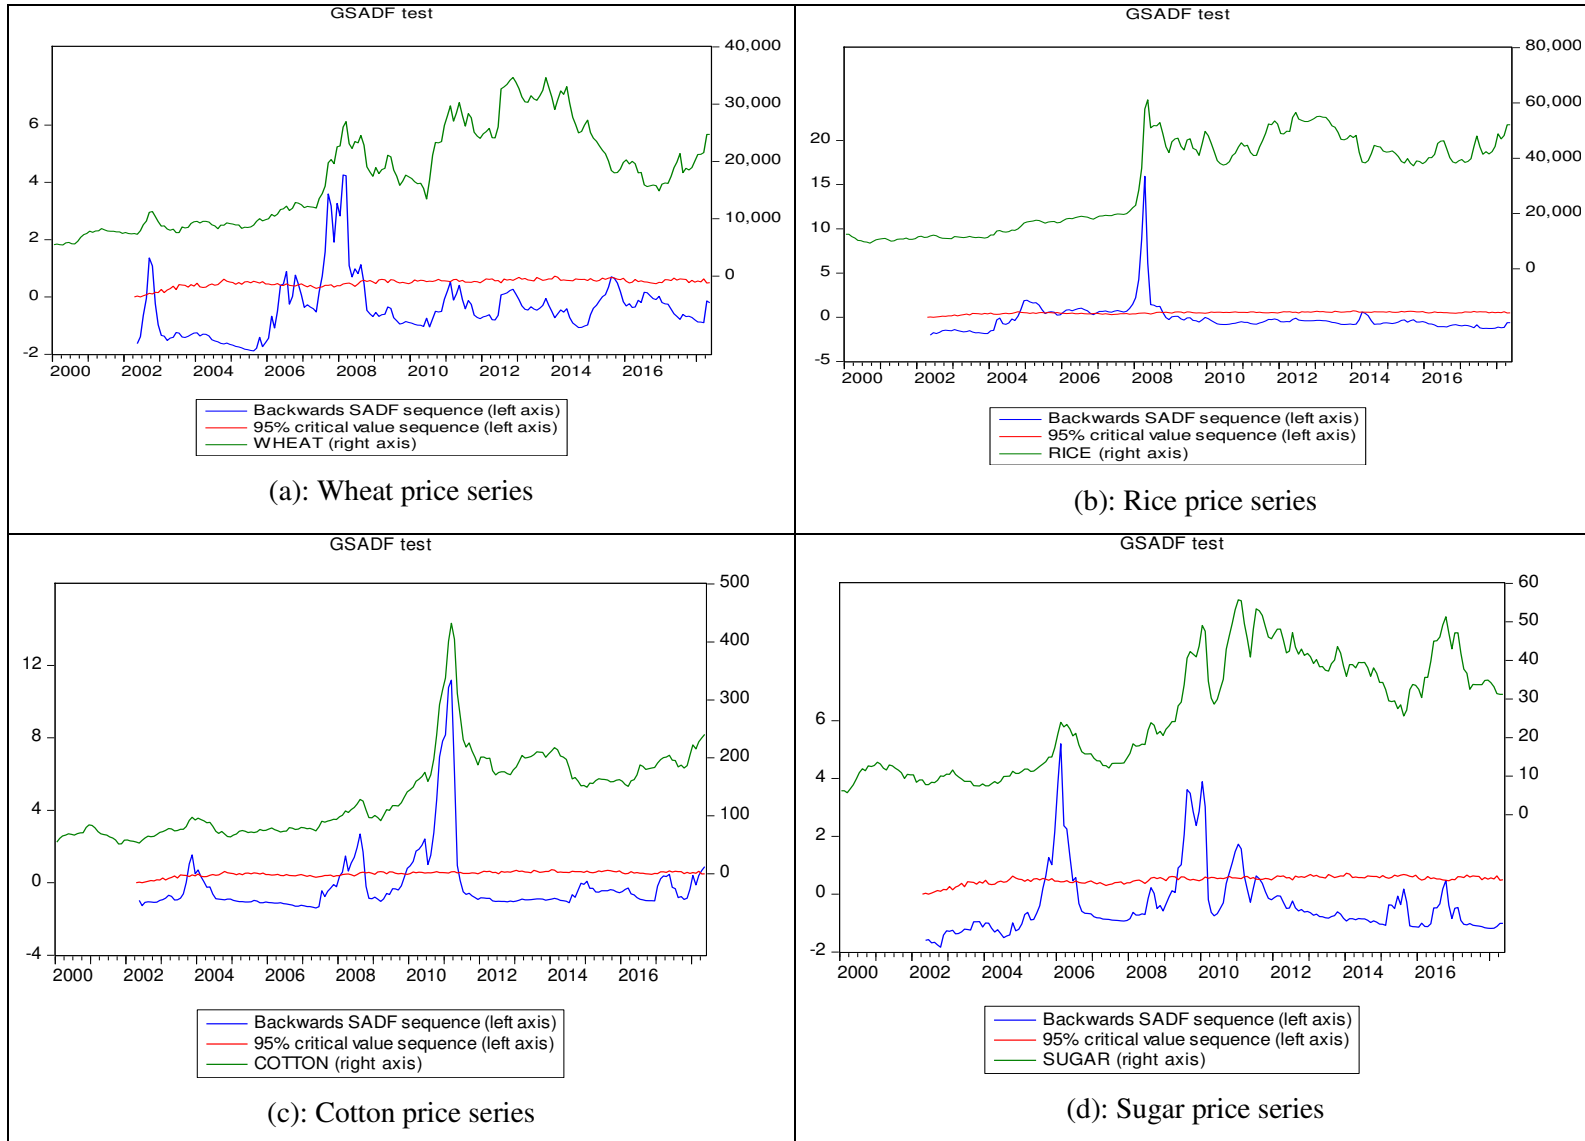 GSADF test
40,000
30,000
20,000
10,000
0
6
4
2
0
-2
2000 2002 2004 2006 2008 2010 2012 2014 2016
Backwards SADF sequence (left axis)
95% critical value sequence (left axis)
WHEAT (right axis)
(a): Wheat price series
GSADF test
80,000
60,000
40,000
20,000
0
20
15
10
5
0
-5
2000 2002 2004 2006 2008 2010 2012 2014 2016
Backwards SADF sequence (left axis)
95% critical value sequence (left axis)
RICE (right axis)
(b): Rice price series
GSADF test
500
400
300
200
100
0
12
8
4
0
-4
2000 2002 2004 2006 2008 2010 2012 2014 2016
Backwards SADF sequence (left axis)
95% critical value sequence (left axis)
COTTON (right axis)
(c): Cotton price series
GSADF test
60
50
40
30
20
10
0
6
4
2
0
-2
2000 2002 2004 2006 2008 2010 2012 2014 2016
Backwards SADF sequence (left axis)
95% critical value sequence (left axis)
SUGAR (right axis)
(d): Sugar price series